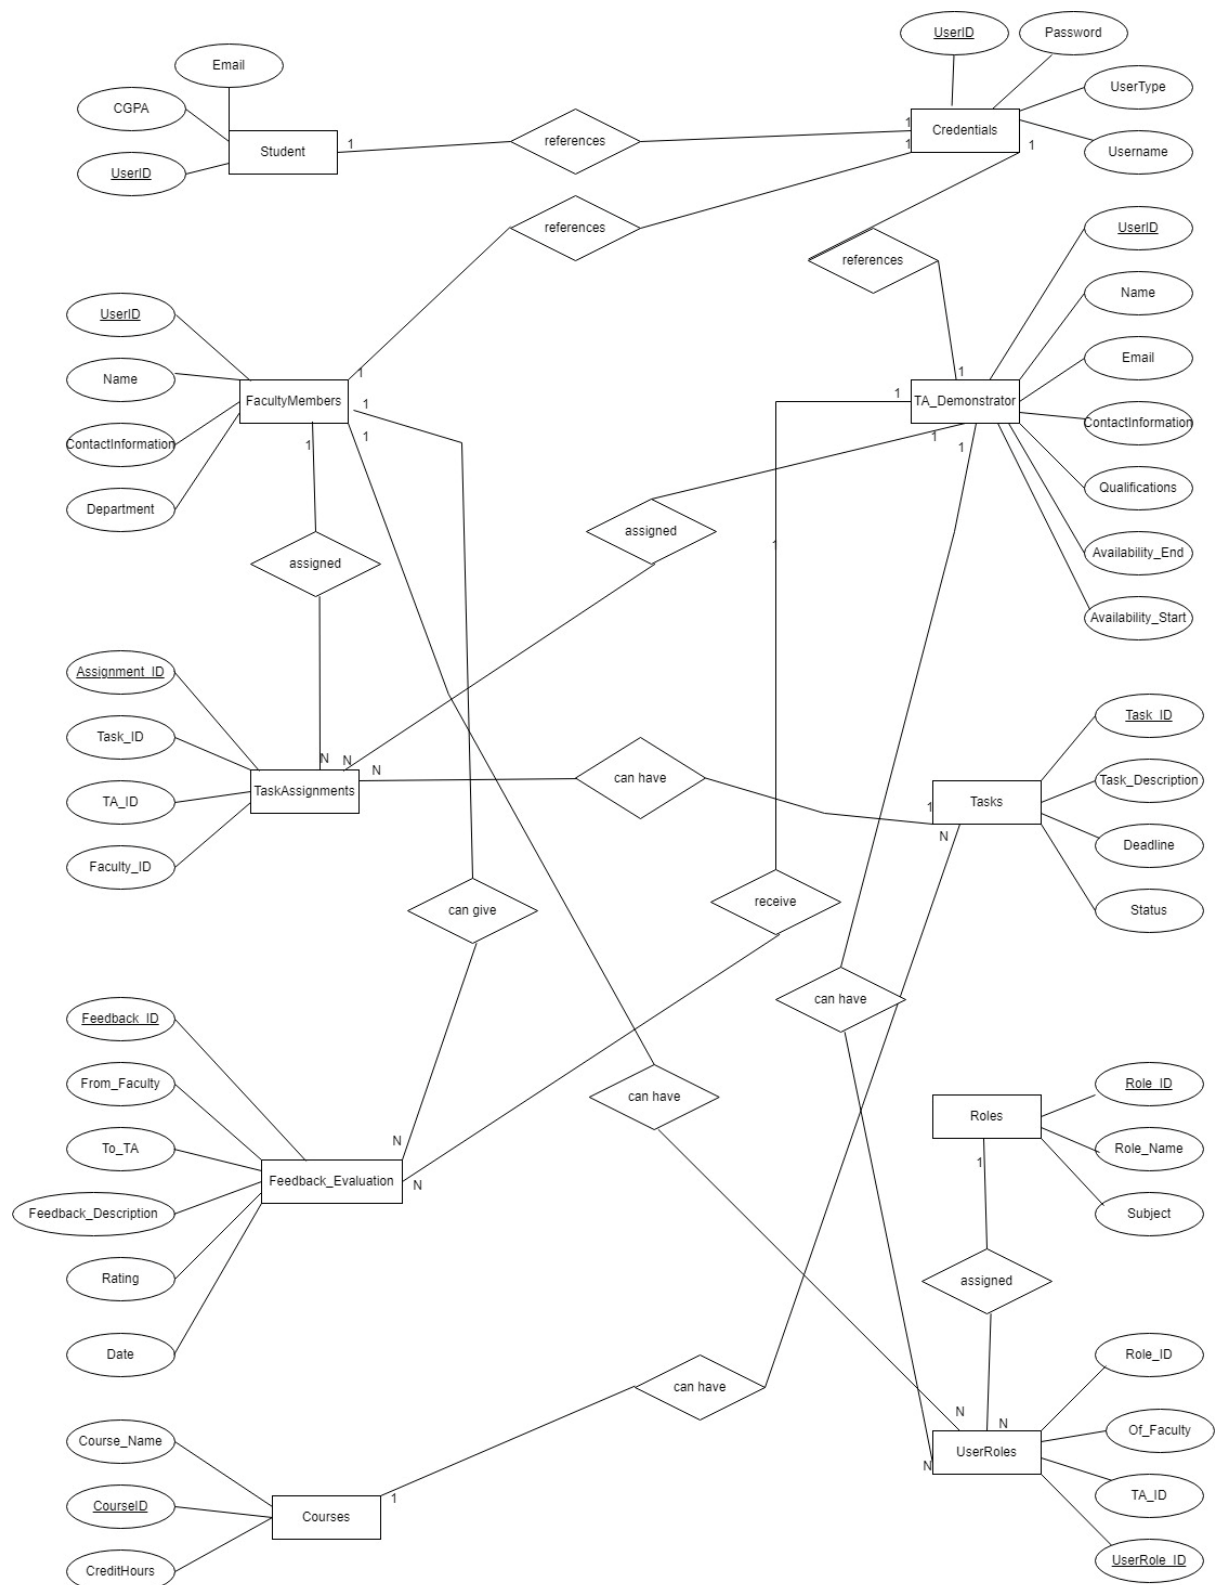 UserID
Password
Email
UserType
CGPA
1
Credentials
Student
1
references
1
1
Username
UserID
references
UserID
references
Name
UserID
Email
Name
1
1
1
1
TA_Demonstrator
FacultyMembers
1
ContactInformation
1
1
1
1
ContactInformation
Qualifications
Department
assigned
1
Availability_End
assigned
Availability_Start
Assignment_ID
Task_ID
Task_ID
N
N
N
can have
Task_Description
TaskAssignments
TA_ID
1
Tasks
N
Deadline
Faculty_ID
can give
receive
Status
can have
Feedback_ID
From_Faculty
can have
Role_ID
Roles
N
To_TA
Role_Name
1
Feedback_Evaluation
N
Feedback_Description
Subject
Rating
assigned
Date
Role_ID
can have
N
N
Course_Name
Of_Faculty
UserRoles
N
1
TA_ID
CourseID
Courses
UserRole_ID
CreditHours